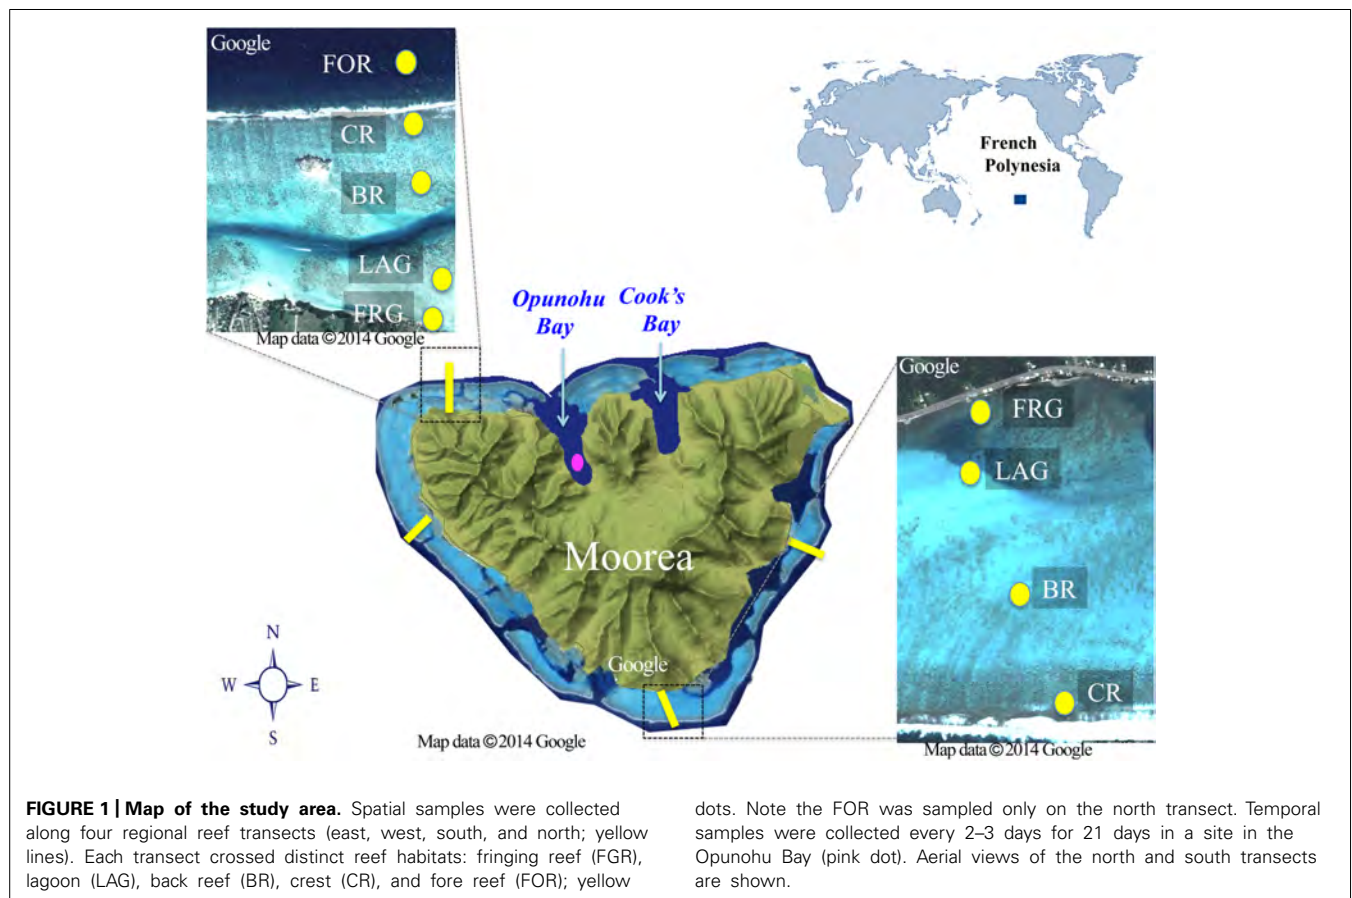 Google
FOR
CR
BR
LAG
FRG
Map data ©2014 Google
French
Polynesia
Opunohu
Bay
Cook's
Bay
Moorea
Google
Map data ©2014 Google
N
W
E
S
Google
FRG
LAG
BR
CR
Map data ©2014 Google
FIGURE 1 | Map of the study area. Spatial samples were collected
along four regional reef transects (east, west, south, and north; yellow
lines). Each transect crossed distinct reef habitats: fringing reef (FGR),
lagoon (LAG), back reef (BR), crest (CR), and fore reef (FOR); yellow
dots. Note the FOR was sampled only on the north transect. Temporal
samples were collected every 2–3 days for 21 days in a site in the
Opunohu Bay (pink dot). Aerial views of the north and south transects
are shown.